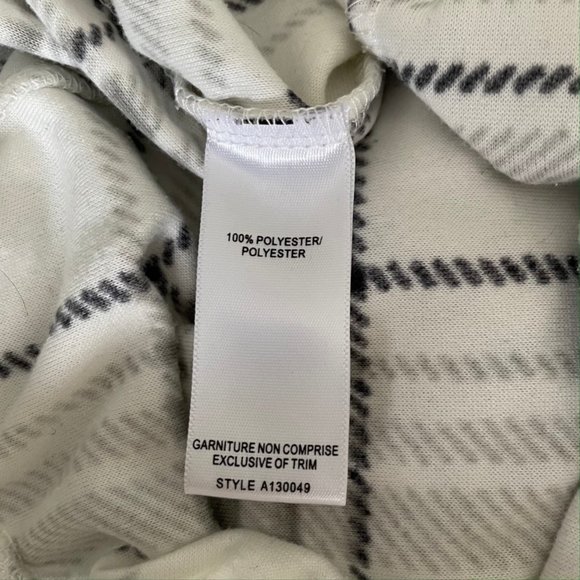 100% POLYESTER/
POLYESTER
GARNITURE NON COMPRISE
EXCLUSIVE OF TRIM
STYLE A130049